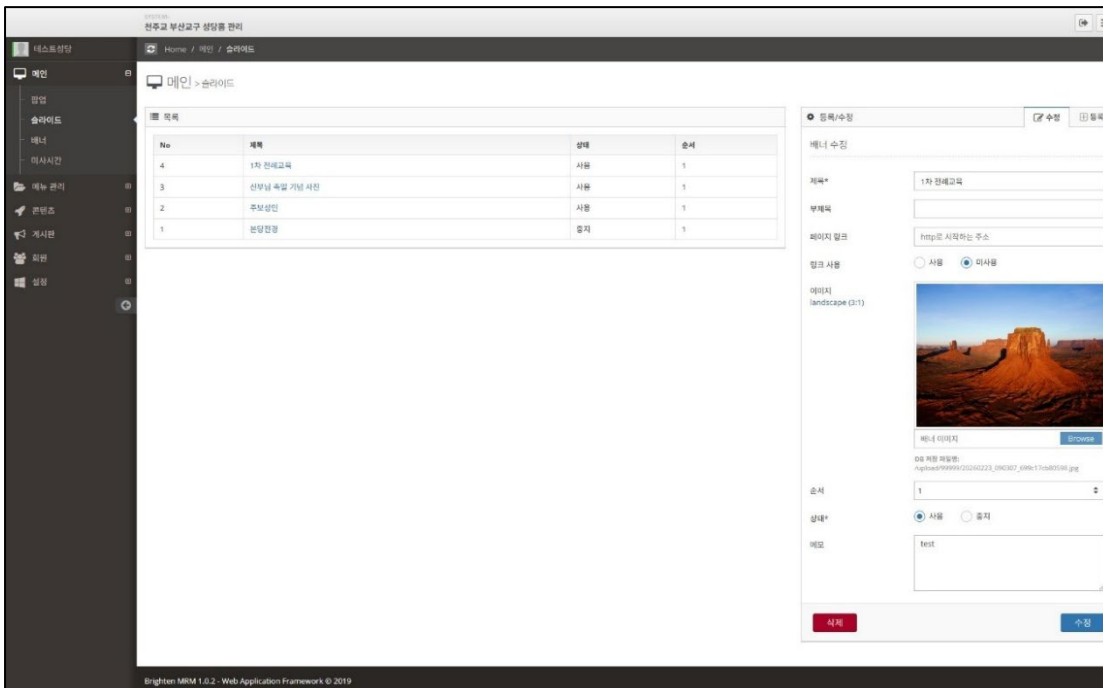 천주교 부산교구 성당홈 관리
테스트성당
Home / 메인 / 슬라이드
메인
팝업
슬라이드
배너
미사시간
메뉴 관리
콘텐츠
게시판
회원
설정
메인 > 슬라이드
목록
No 제목 상태 순서
4 1차 전례교육 사용 1
3 신부님 축일 기념 사진 사용 1
2 주보성인 사용 1
1 본당전경 중지 1
등록/수정 수정
배너 수정
제목* 1차 전례교육
부제목
페이지 링크 http로 시작하는 주소
링크 사용 사용 미사용
이미지
landscape (3:1)
배너 이미지 Browse
DB 저장 파일명:
순서 1
상태* 사용 중지
메모 test
삭제 수정
Brighten MRM 1.0.2 - Web Application Framework © 2019